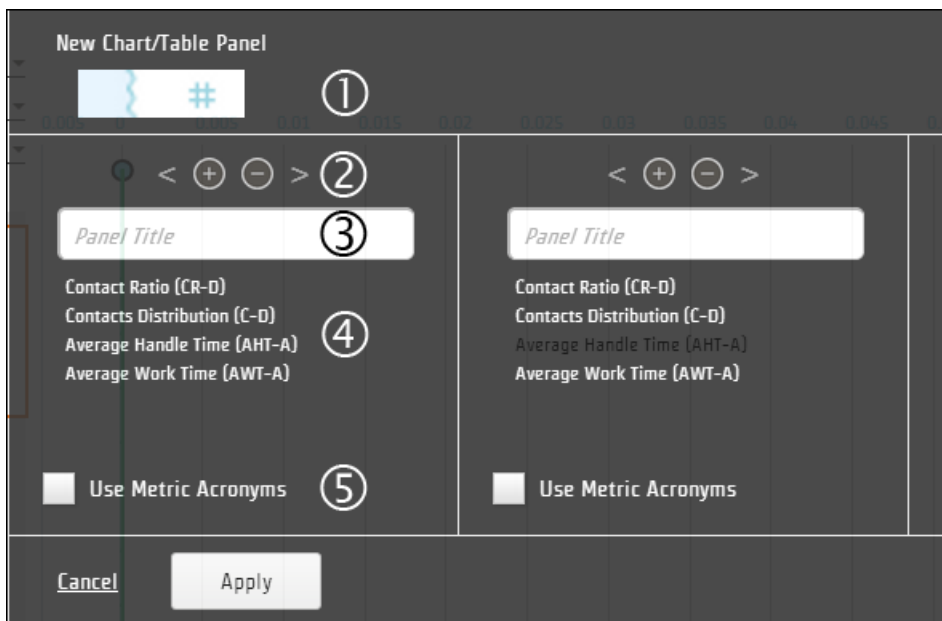 New Chart/Table Panel
#
①
0.005 0 0.005 0.01 0.015 0.02 0.025 0.03 0.035 0.04 0.045
< + − > ②
< + − >
Panel Title ③
Panel Title
Contact Ratio (CR-D)
Contacts Distribution (C-D)
Average Handle Time (AHT-A)
④
Average Work Time (AWT-A)
Contact Ratio (CR-D)
Contacts Distribution (C-D)
Average Handle Time (AHT-A)
Average Work Time (AWT-A)
Use Metric Acronyms ⑤
Use Metric Acronyms
Cancel
Apply